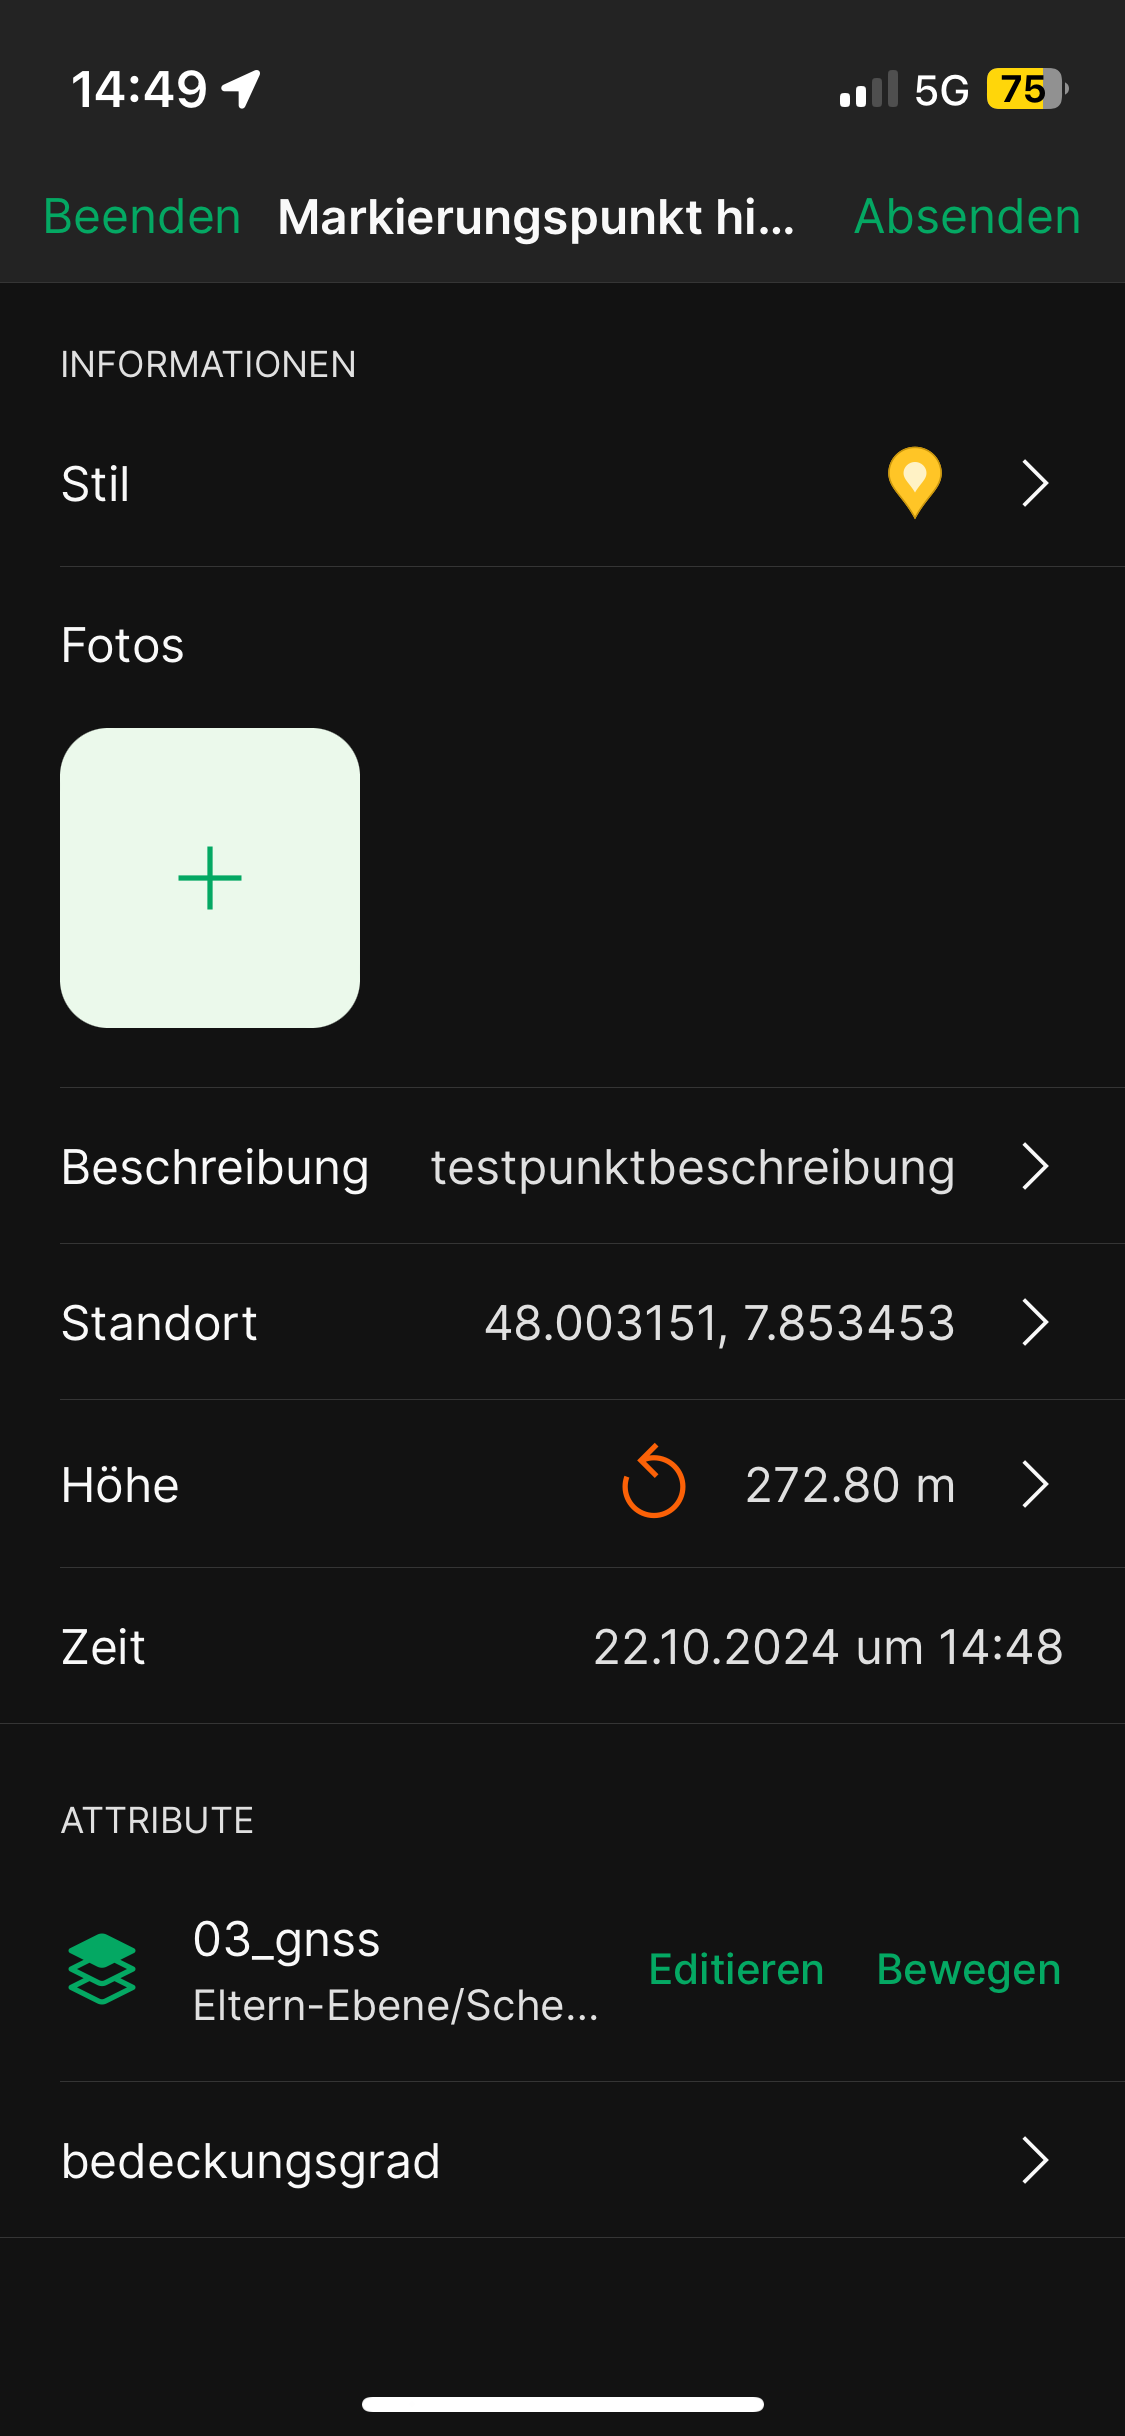 14:49 5G 75
Beenden Markierungspunkt hi... Absenden
INFORMATIONEN
Stil
Fotos
Beschreibung testpunktbeschreibung
Standort 48.003151, 7.853453
Höhe 272.80 m
Zeit 22.10.2024 um 14:48
ATTRIBUTE
03_gnss
Eltern-Ebene/Sche...
Editieren Bewegen
bedeckungsgrad